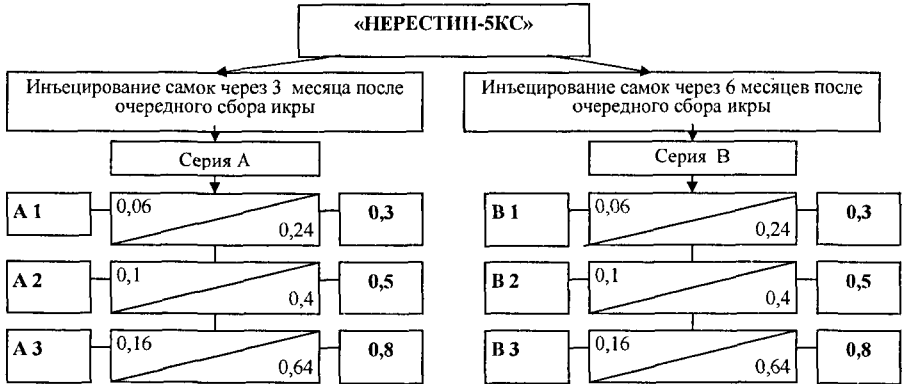 «НЕРЕСТИН-5КС»
Инъецирование самок через 3 месяца после
очередного сбора икры
Инъецирование самок через 6 месяцев после
очередного сбора икры
Серия А
Серия В
А 1
0,06
0,24
0,3
А 2
0,1
0,4
0,5
А 3
0,16
0,64
0,8
В 1
0,06
0,24
0,3
В 2
0,1
0,4
0,5
В 3
0,16
0,64
0,8